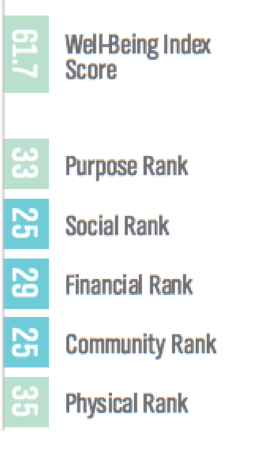 61.7
Well-Being Index
Score
33
Purpose Rank
25
Social Rank
29
Financial Rank
25
Community Rank
35
Physical Rank